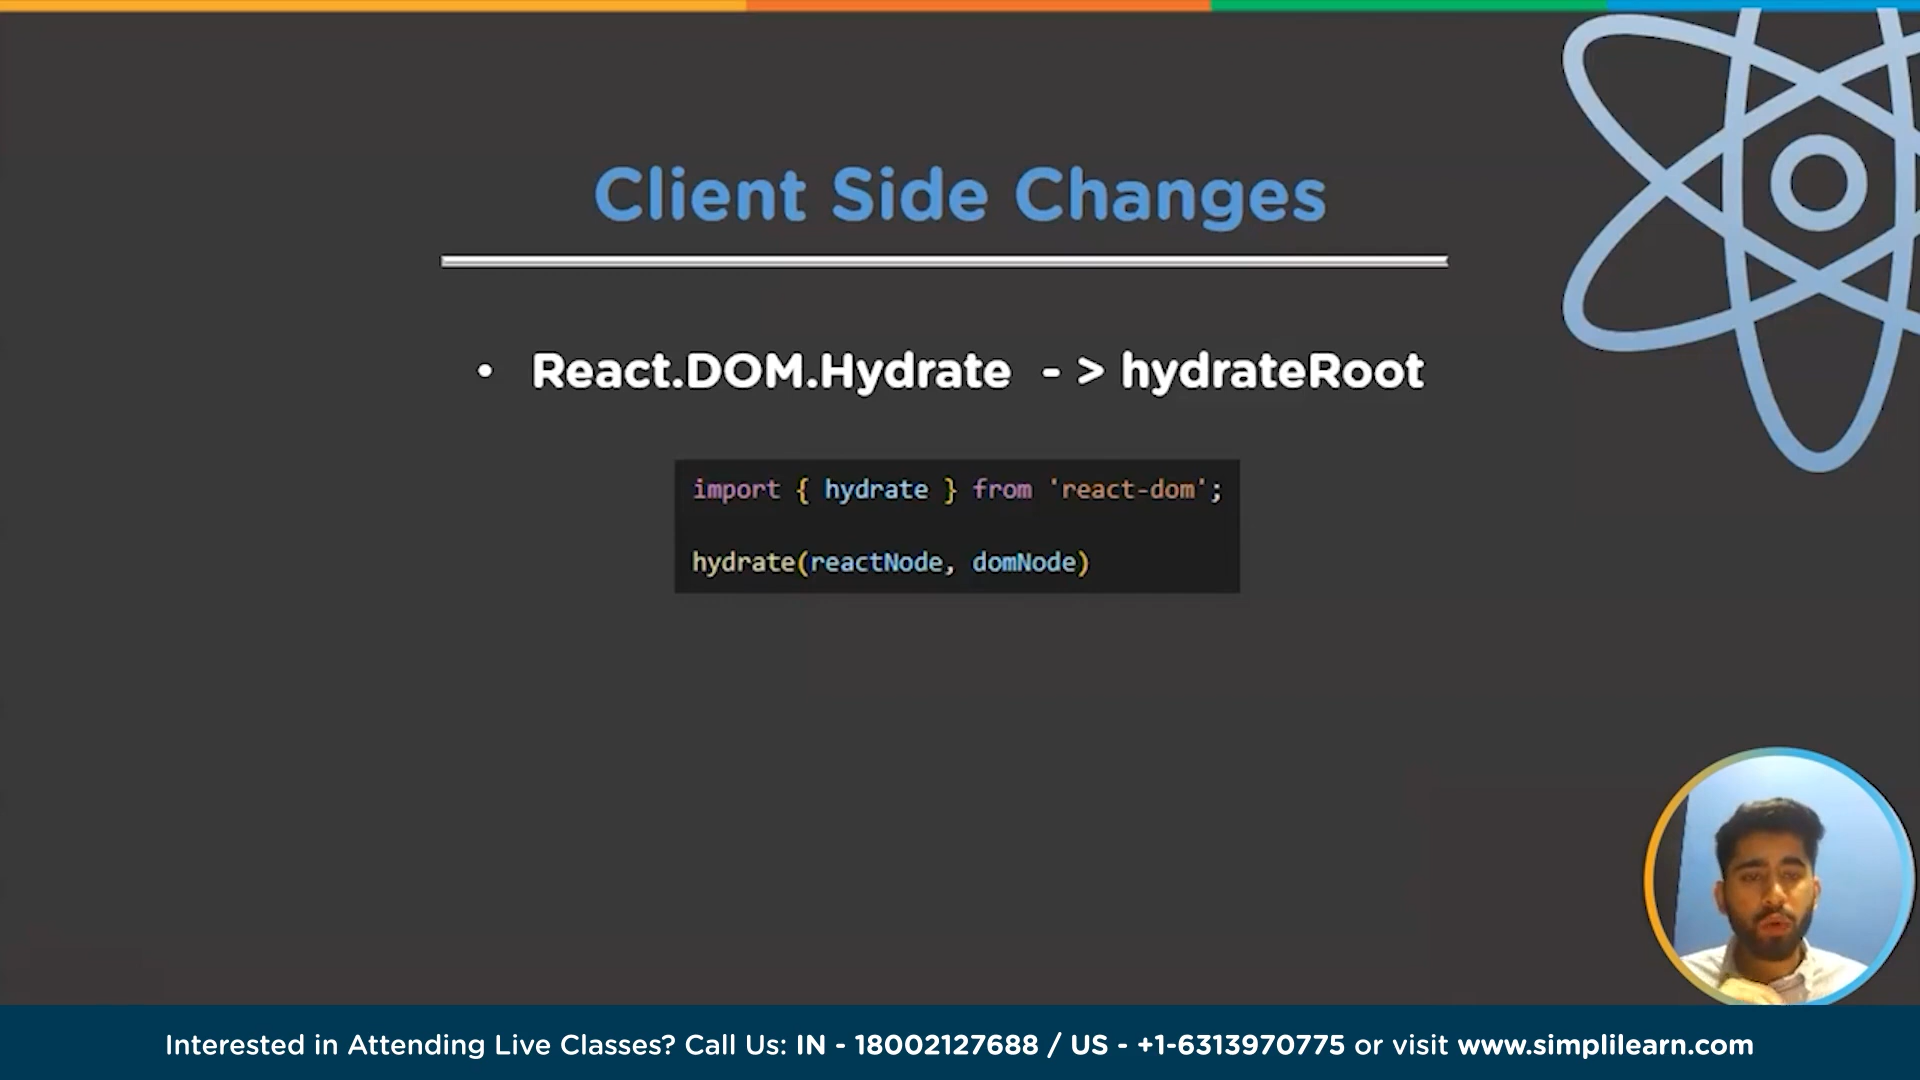 Client Side Changes
• React.DOM.Hydrate - > hydrateRoot
import { hydrate } from 'react-dom';
hydrate(reactNode, domNode)
Interested in Attending Live Classes? Call Us: IN - 18002127688 / US - +1-6313970775 or visit www.simplilearn.com